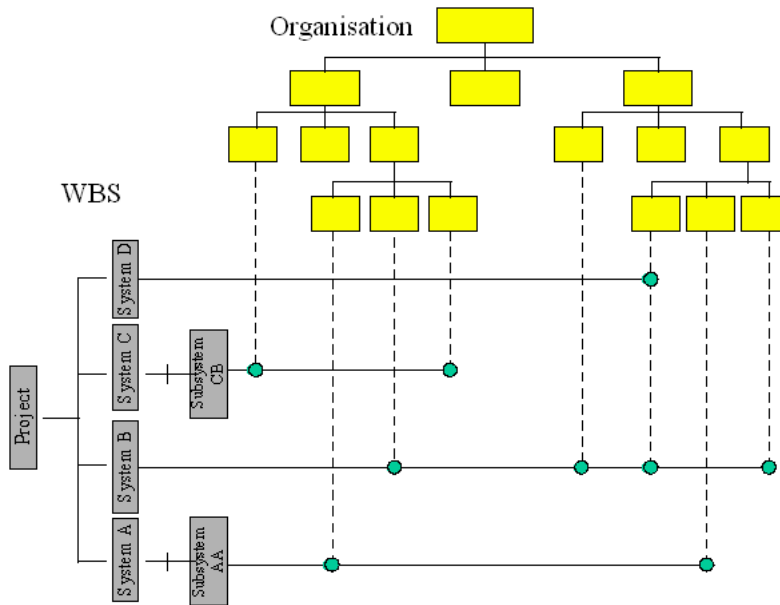 Organisation
WBS
Project
System D
System C
Subsystem
CB
System B
System A
Subsystem
AA